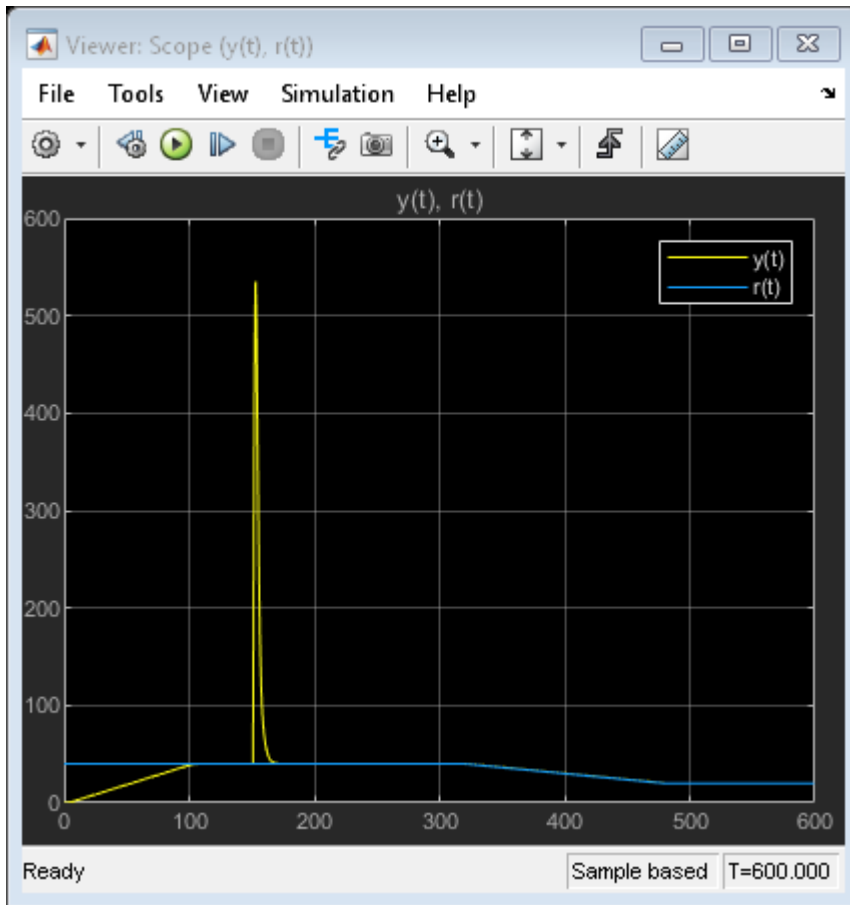 Viewer: Scope (y(t), r(t))
File Tools View Simulation Help
y(t), r(t)
600
500
400
300
200
100
0
y(t)
r(t)
0 100 200 300 400 500 600
Ready Sample based T=600.000